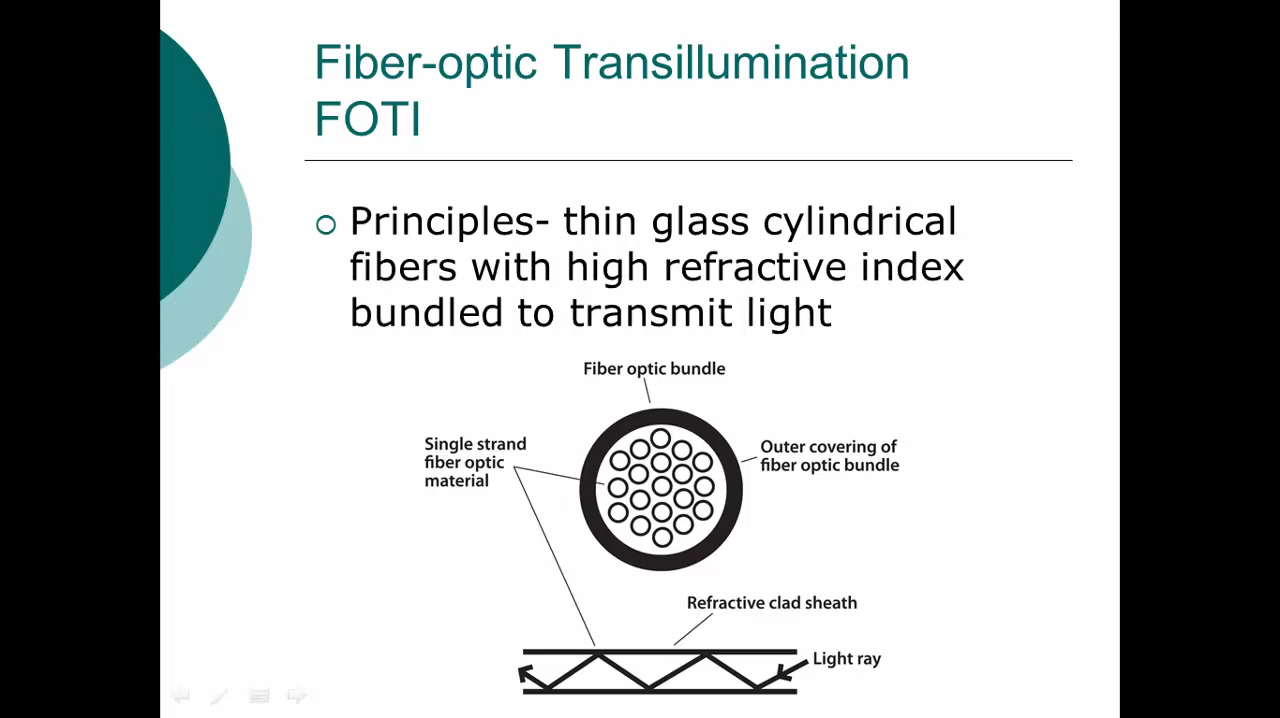 Fiber-optic Transillumination
FOTI
Principles- thin glass cylindrical
fibers with high refractive index
bundled to transmit light
Fiber optic bundle
Single strand
fiber optic
material
Outer covering of
fiber optic bundle
Refractive clad sheath
Light ray